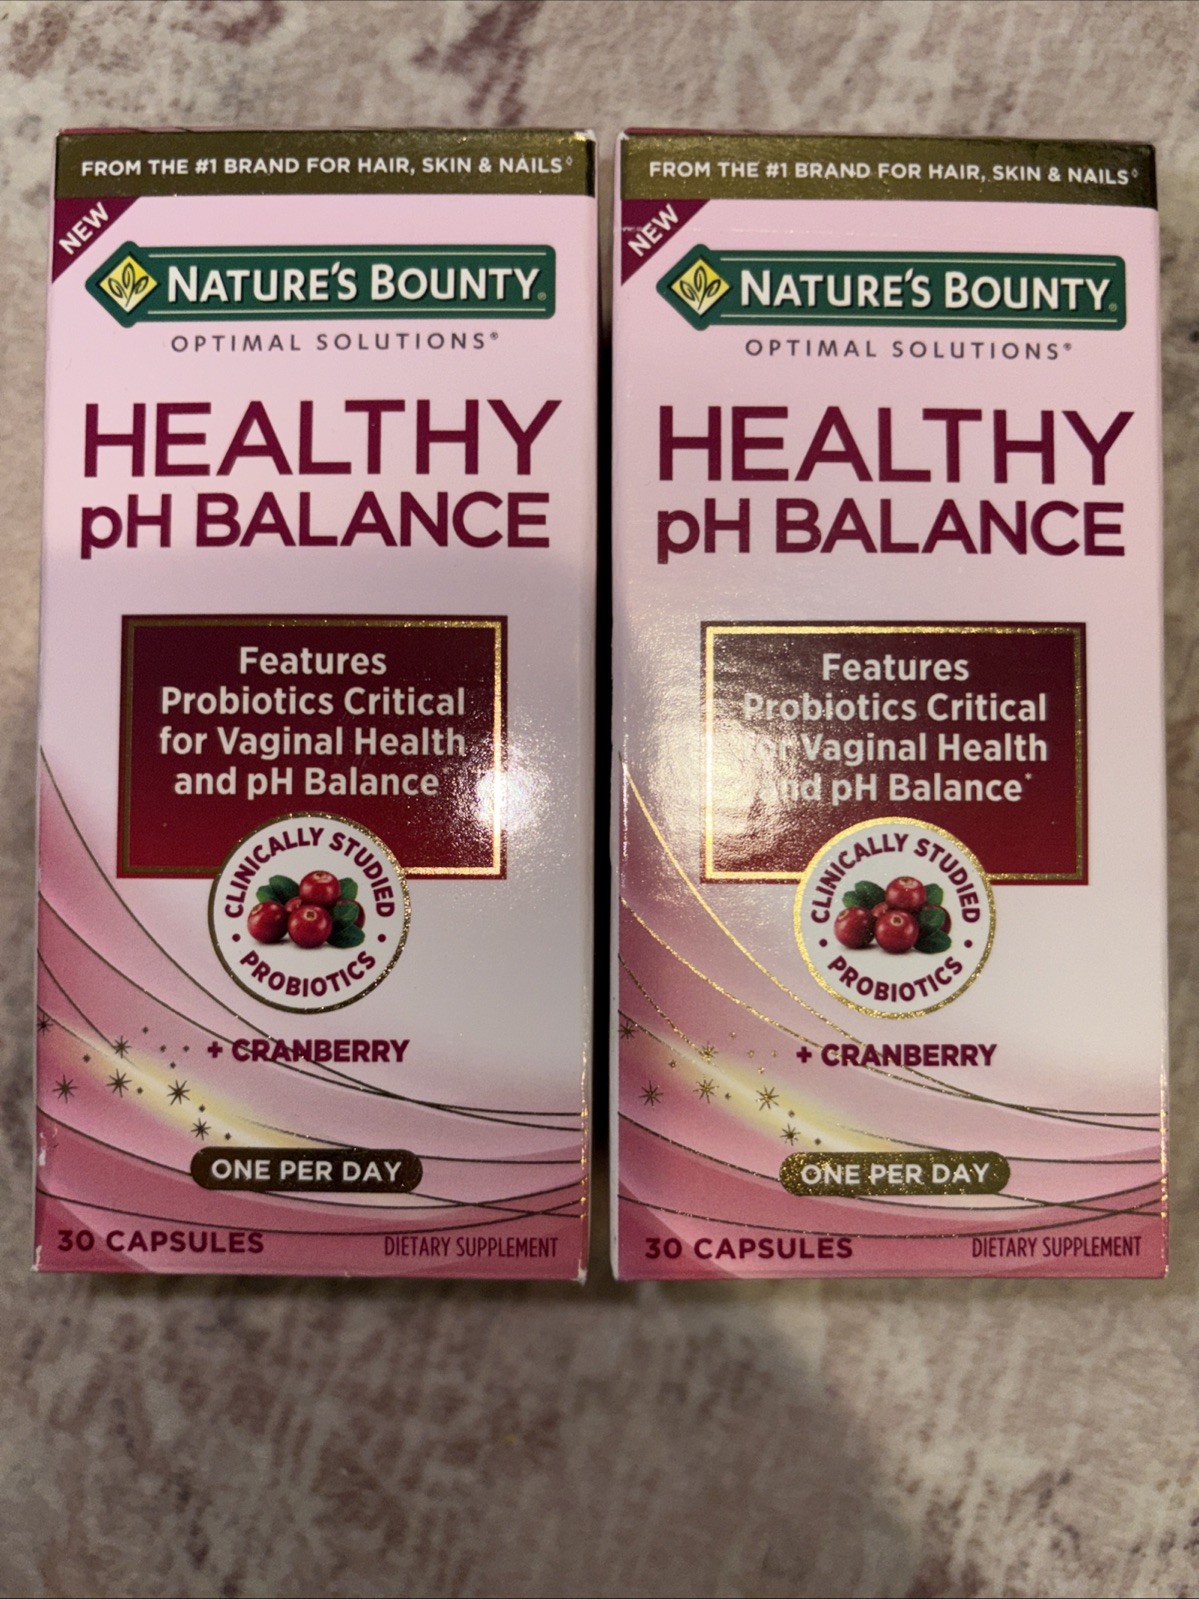 FROM THE #1 BRAND FOR HAIR, SKIN & NAILS◊
NEW
NATURE'S BOUNTY®
OPTIMAL SOLUTIONS®
HEALTHY
pH BALANCE
Features
Probiotics Critical
for Vaginal Health
and pH Balance
CLINICALLY STUDIED
• PROBIOTICS •
+ CRANBERRY
ONE PER DAY
30 CAPSULES
DIETARY SUPPLEMENT
FROM THE #1 BRAND FOR HAIR, SKIN & NAILS◊
NEW
NATURE'S BOUNTY®
OPTIMAL SOLUTIONS®
HEALTHY
pH BALANCE
Features
Probiotics Critical
for Vaginal Health
and pH Balance*
CLINICALLY STUDIED
• PROBIOTICS •
+ CRANBERRY
ONE PER DAY
30 CAPSULES
DIETARY SUPPLEMENT